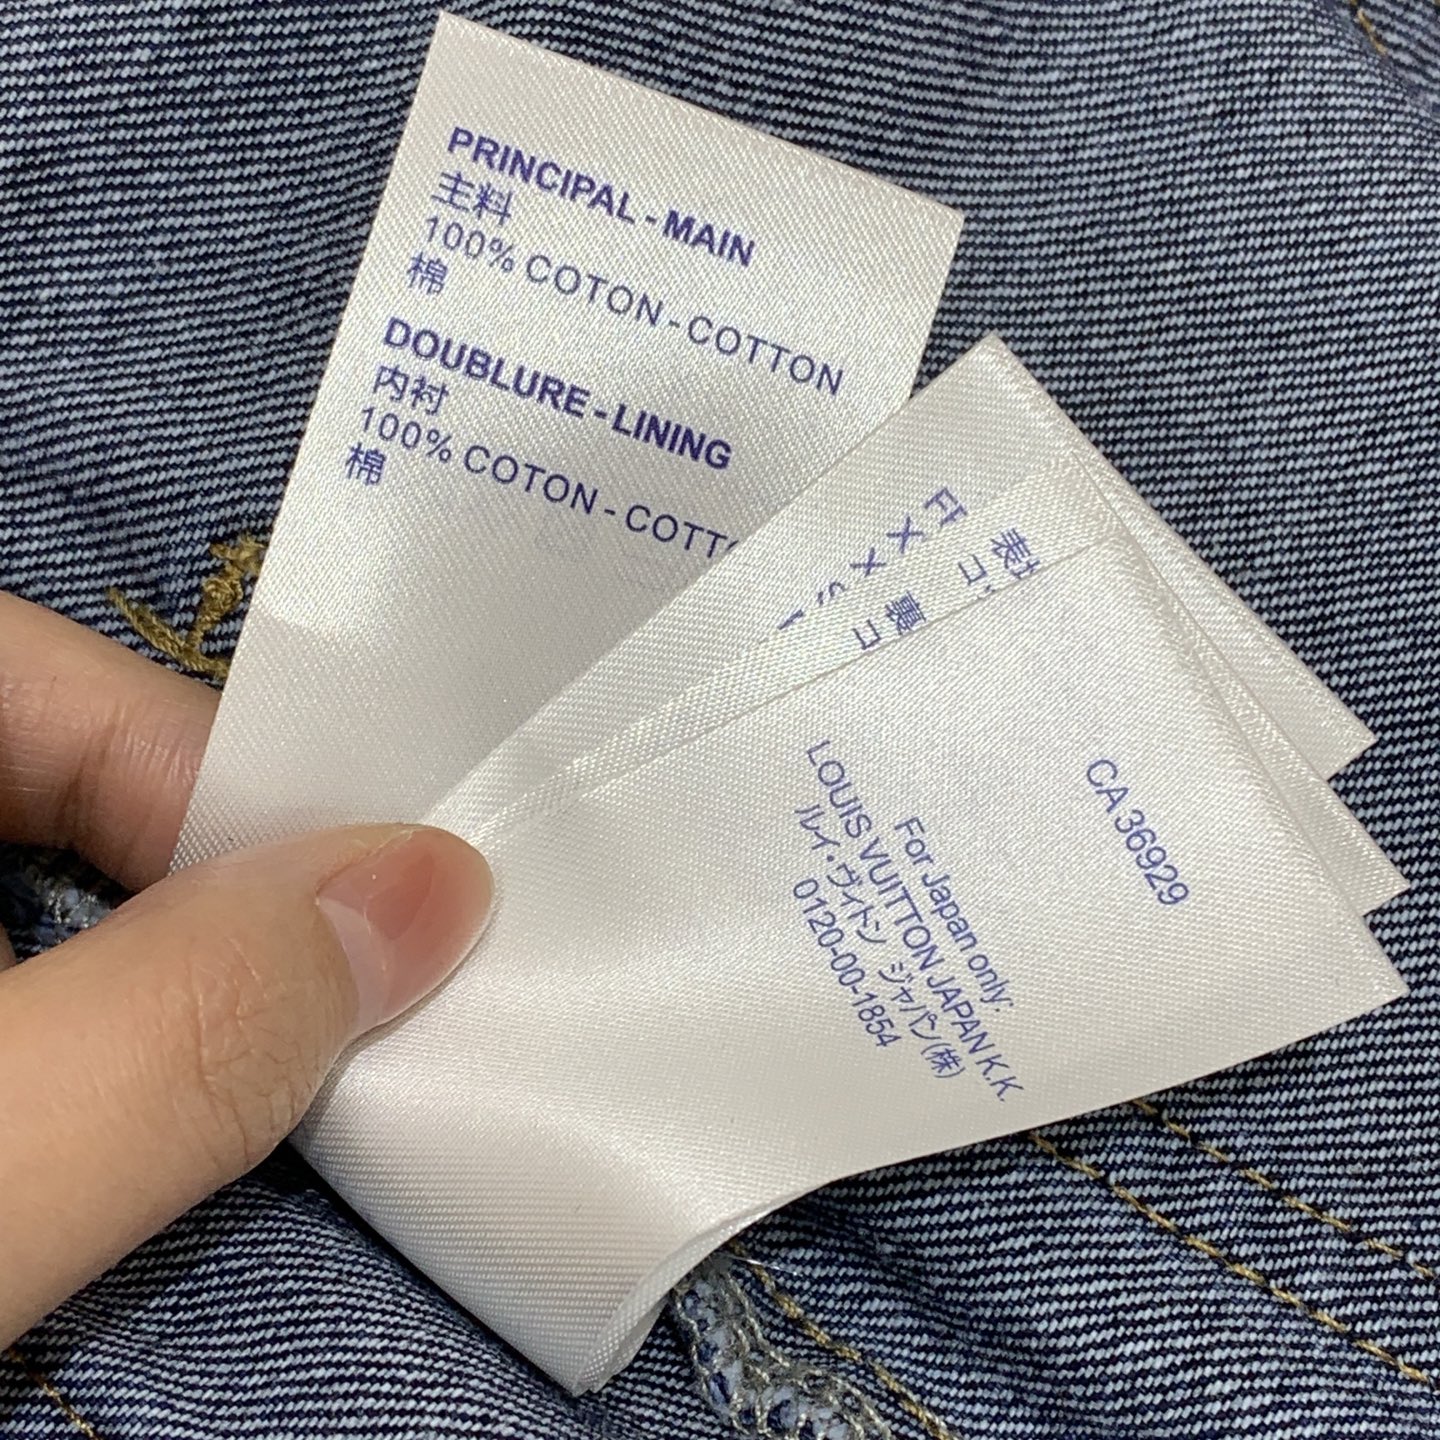 PRINCIPAL - MAIN
主料
100% COTON - COTTON
棉
DOUBLURE - LINING
内衬
100% COTON - COTT
棉
CA 36929
For Japan only:
LOUIS VUITTON JAPAN K.K.
ルイ・ヴィトン ジャパン(株)
0120-00-1854